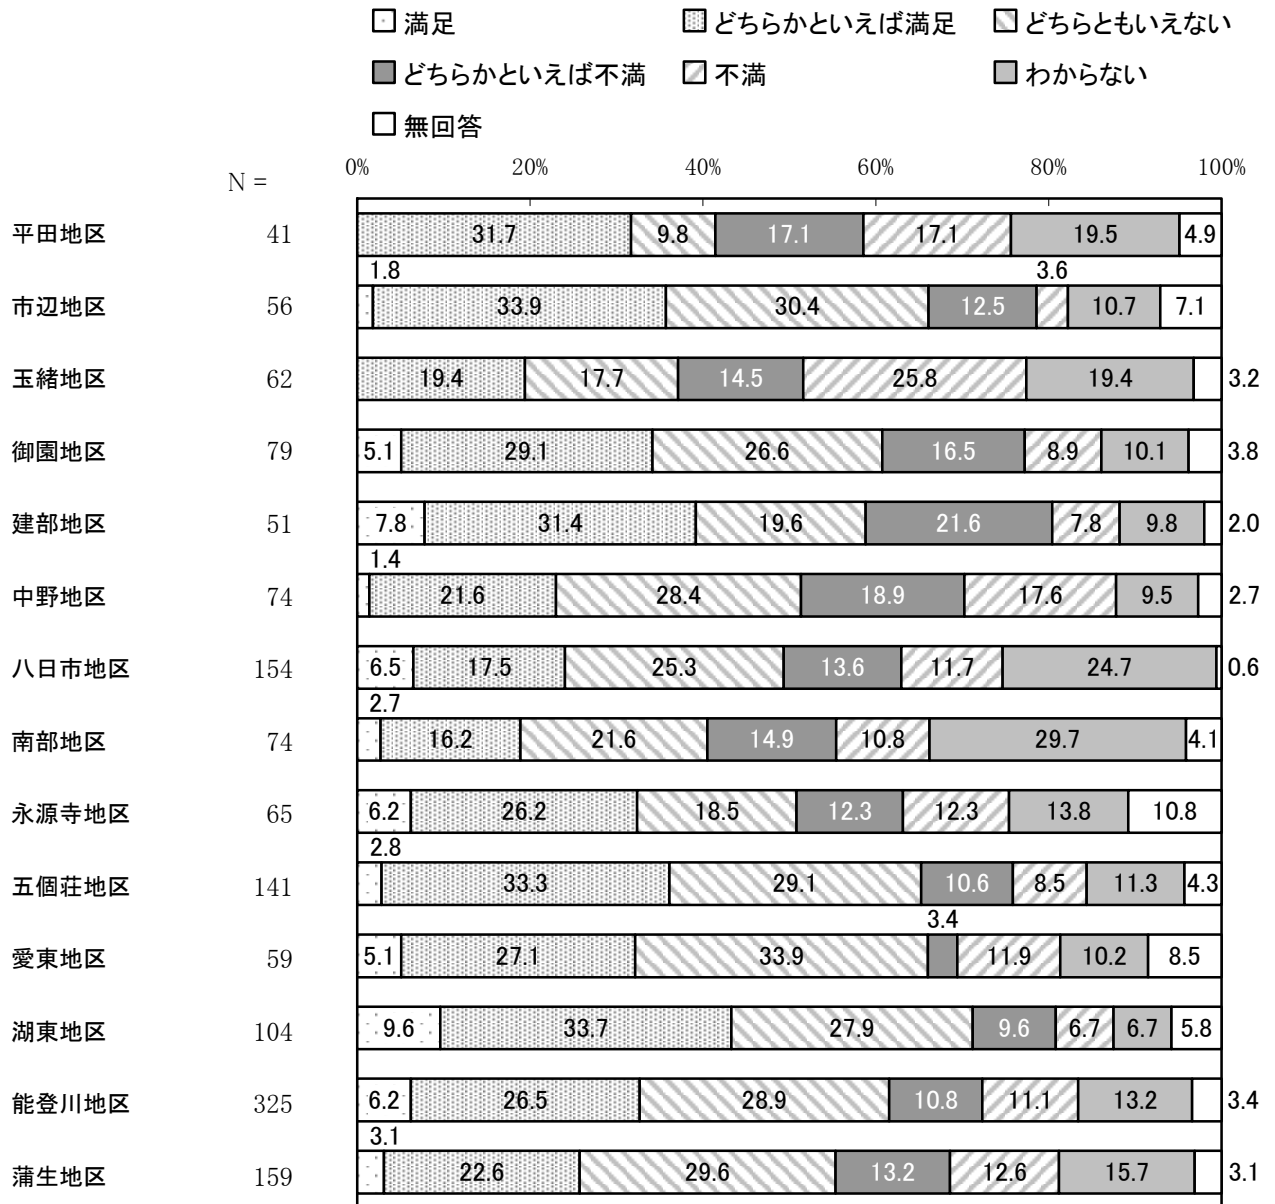 満足 どちらかといえば満足 どちらともいえない
どちらかといえば不満 不満 わからない
無回答
N = 0% 20% 40% 60% 80% 100%
平田地区 41 31.7 9.8 17.1 17.1 19.5 4.9
1.8 3.6
市辺地区 56 33.9 30.4 12.5 10.7 7.1
玉緒地区 62 19.4 17.7 14.5 25.8 19.4 3.2
御園地区 79 5.1 29.1 26.6 16.5 8.9 10.1 3.8
建部地区 51 7.8 31.4 19.6 21.6 7.8 9.8 2.0
1.4
中野地区 74 21.6 28.4 18.9 17.6 9.5 2.7
八日市地区 154 6.5 17.5 25.3 13.6 11.7 24.7 0.6
2.7
南部地区 74 16.2 21.6 14.9 10.8 29.7 4.1
永源寺地区 65 6.2 26.2 18.5 12.3 12.3 13.8 10.8
2.8
五個荘地区 141 33.3 29.1 10.6 8.5 11.3 4.3
3.4
愛東地区 59 5.1 27.1 33.9 11.9 10.2 8.5
湖東地区 104 9.6 33.7 27.9 9.6 6.7 6.7 5.8
能登川地区 325 6.2 26.5 28.9 10.8 11.1 13.2 3.4
3.1
蒲生地区 159 22.6 29.6 13.2 12.6 15.7 3.1